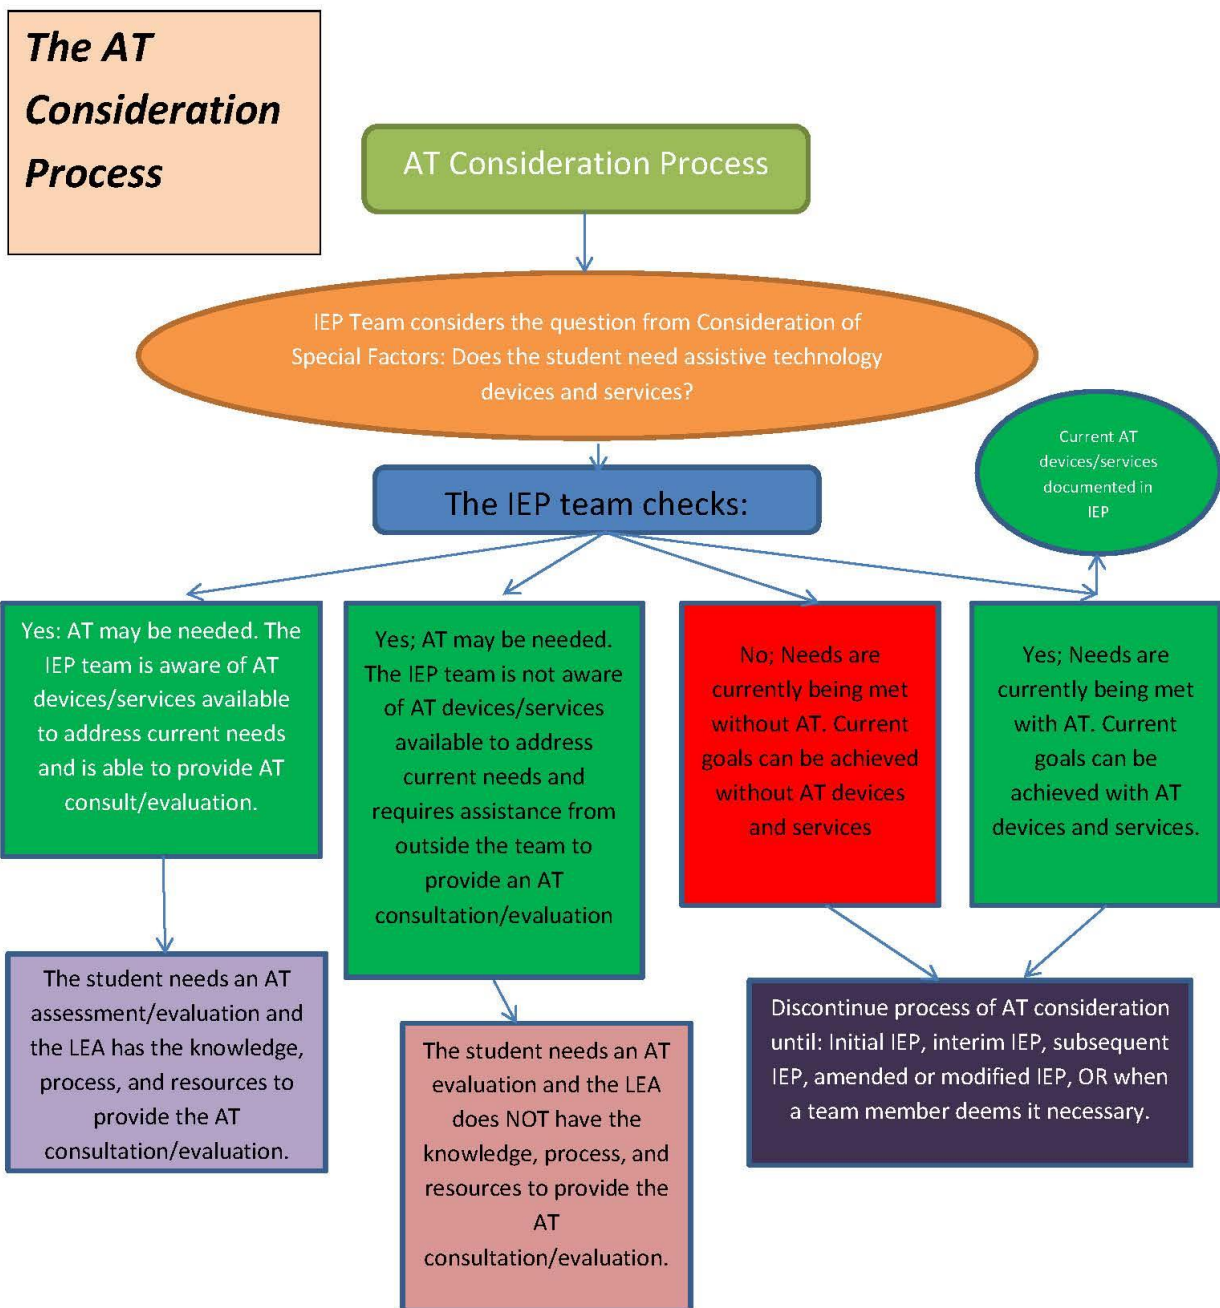 The AT
Consideration
Process
AT Consideration Process
IEP Team considers the question from Consideration of
Special Factors: Does the student need assistive technology
devices and services?
Current AT
devices/services
documented in
IEP
The IEP team checks:
Yes: AT may be needed. The
IEP team is aware of AT
devices/services available
to address current needs
and is able to provide AT
consult/evaluation.
Yes; AT may be needed.
The IEP team is not aware
of AT devices/services
available to address
current needs and
requires assistance from
outside the team to
provide an AT
consultation/evaluation
No; Needs are
currently being met
without AT. Current
goals can be achieved
without AT devices
and services
Yes; Needs are
currently being met
with AT. Current
goals can be
achieved with AT
devices and services.
The student needs an AT
assessment/evaluation and
the LEA has the knowledge,
process, and resources to
provide the AT
consultation/evaluation.
The student needs an AT
evaluation and the LEA
does NOT have the
knowledge, process, and
resources to provide the
AT
consultation/evaluation.
Discontinue process of AT consideration
until: Initial IEP, interim IEP, subsequent
IEP, amended or modified IEP, OR when
a team member deems it necessary.